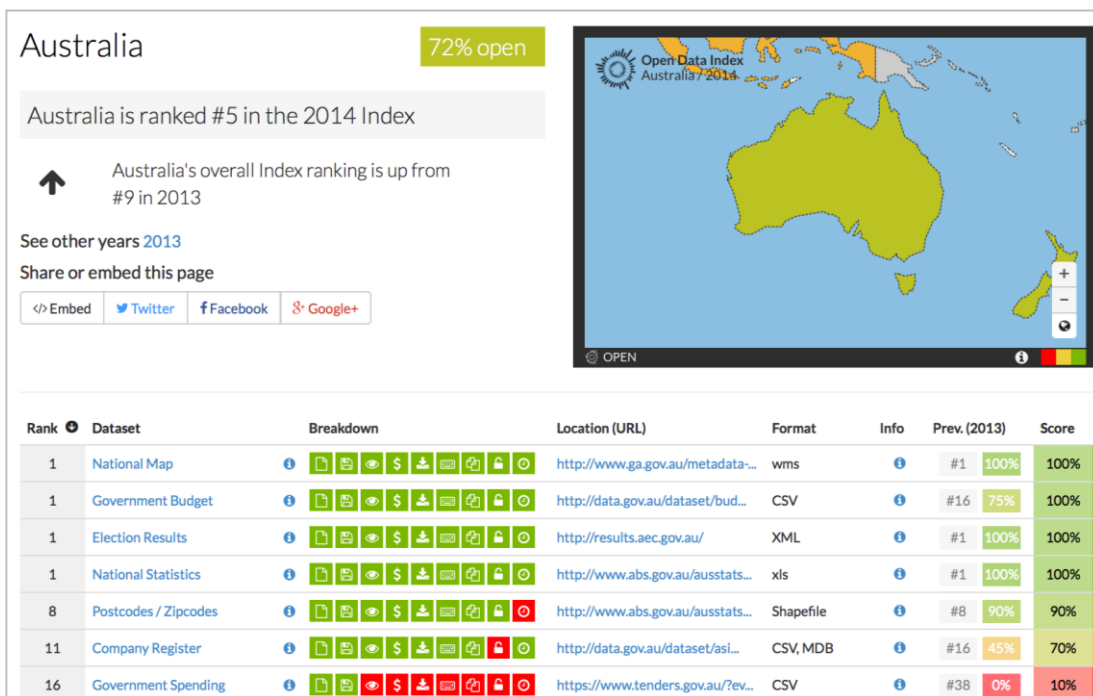 Australia
72% open
Australia is ranked #5 in the 2014 Index
Australia's overall Index ranking is up from
#9 in 2013
See other years 2013
Share or embed this page
</> Embed Twitter Facebook Google+
Open Data Index
Australia / 2014
+
−
OPEN
Rank Dataset Breakdown Location (URL) Format Info Prev. (2013) Score
1 National Map http://www.ga.gov.au/metadata-... wms #1 100% 100%
1 Government Budget http://data.gov.au/dataset/bud... CSV #16 75% 100%
1 Election Results http://results.aec.gov.au/ XML #1 100% 100%
1 National Statistics http://www.abs.gov.au/ausstats... xls #1 100% 100%
8 Postcodes / Zipcodes http://www.abs.gov.au/ausstats... Shapefile #8 90% 90%
11 Company Register http://data.gov.au/dataset/asi... CSV, MDB #16 45% 70%
16 Government Spending https://www.tenders.gov.au/?ev... CSV #38 0% 10%